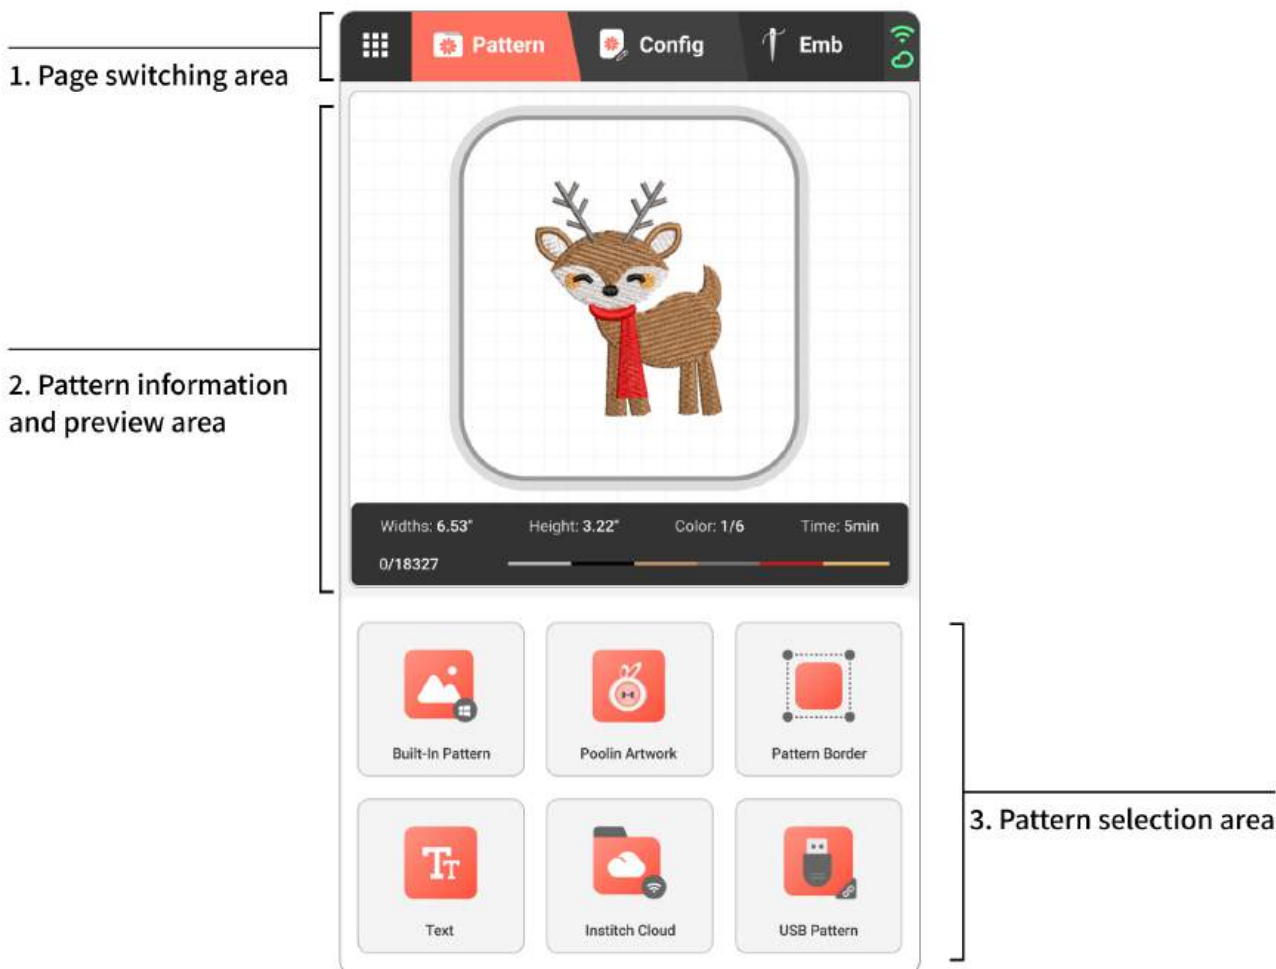 Pattern
Config
Emb
1. Page switching area
2. Pattern information
and preview area
Widths: 6.53" Height: 3.22" Color: 1/6 Time: 5min
0/18327
Built-In Pattern
Poolin Artwork
Pattern Border
3. Pattern selection area
Tт
Text
Institch Cloud
USB Pattern